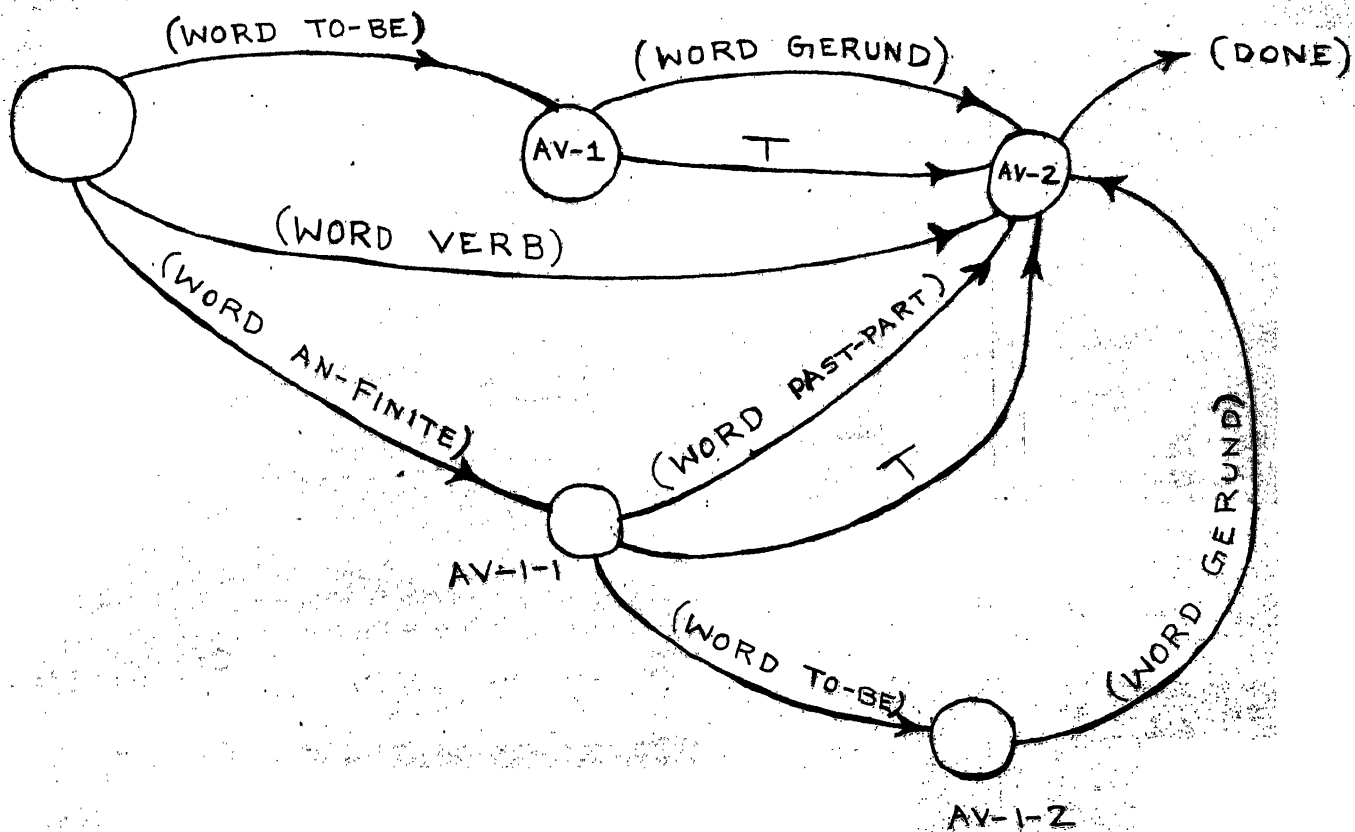 (WORD TO-BE)
(WORD GERUND)
(DONE)
AV-1
T
AV-2
(WORD VERB)
(WORD AN-FINITE)
(WORD PAST-PART)
T
(WORD GERUND)
AV-1-1
(WORD TO-BE)
AV-1-2